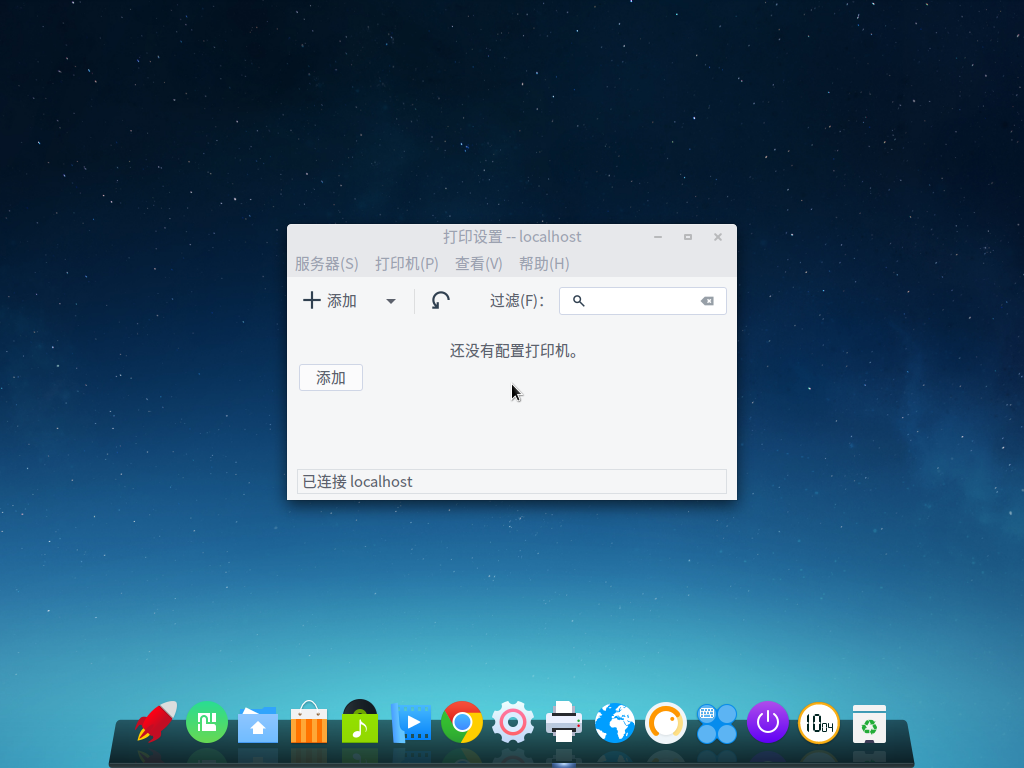 打印设置 -- localhost
服务器(S) 打印机(P) 查看(V) 帮助(H)
添加 过滤(F)：
还没有配置打印机。
添加
已连接 localhost
10 04